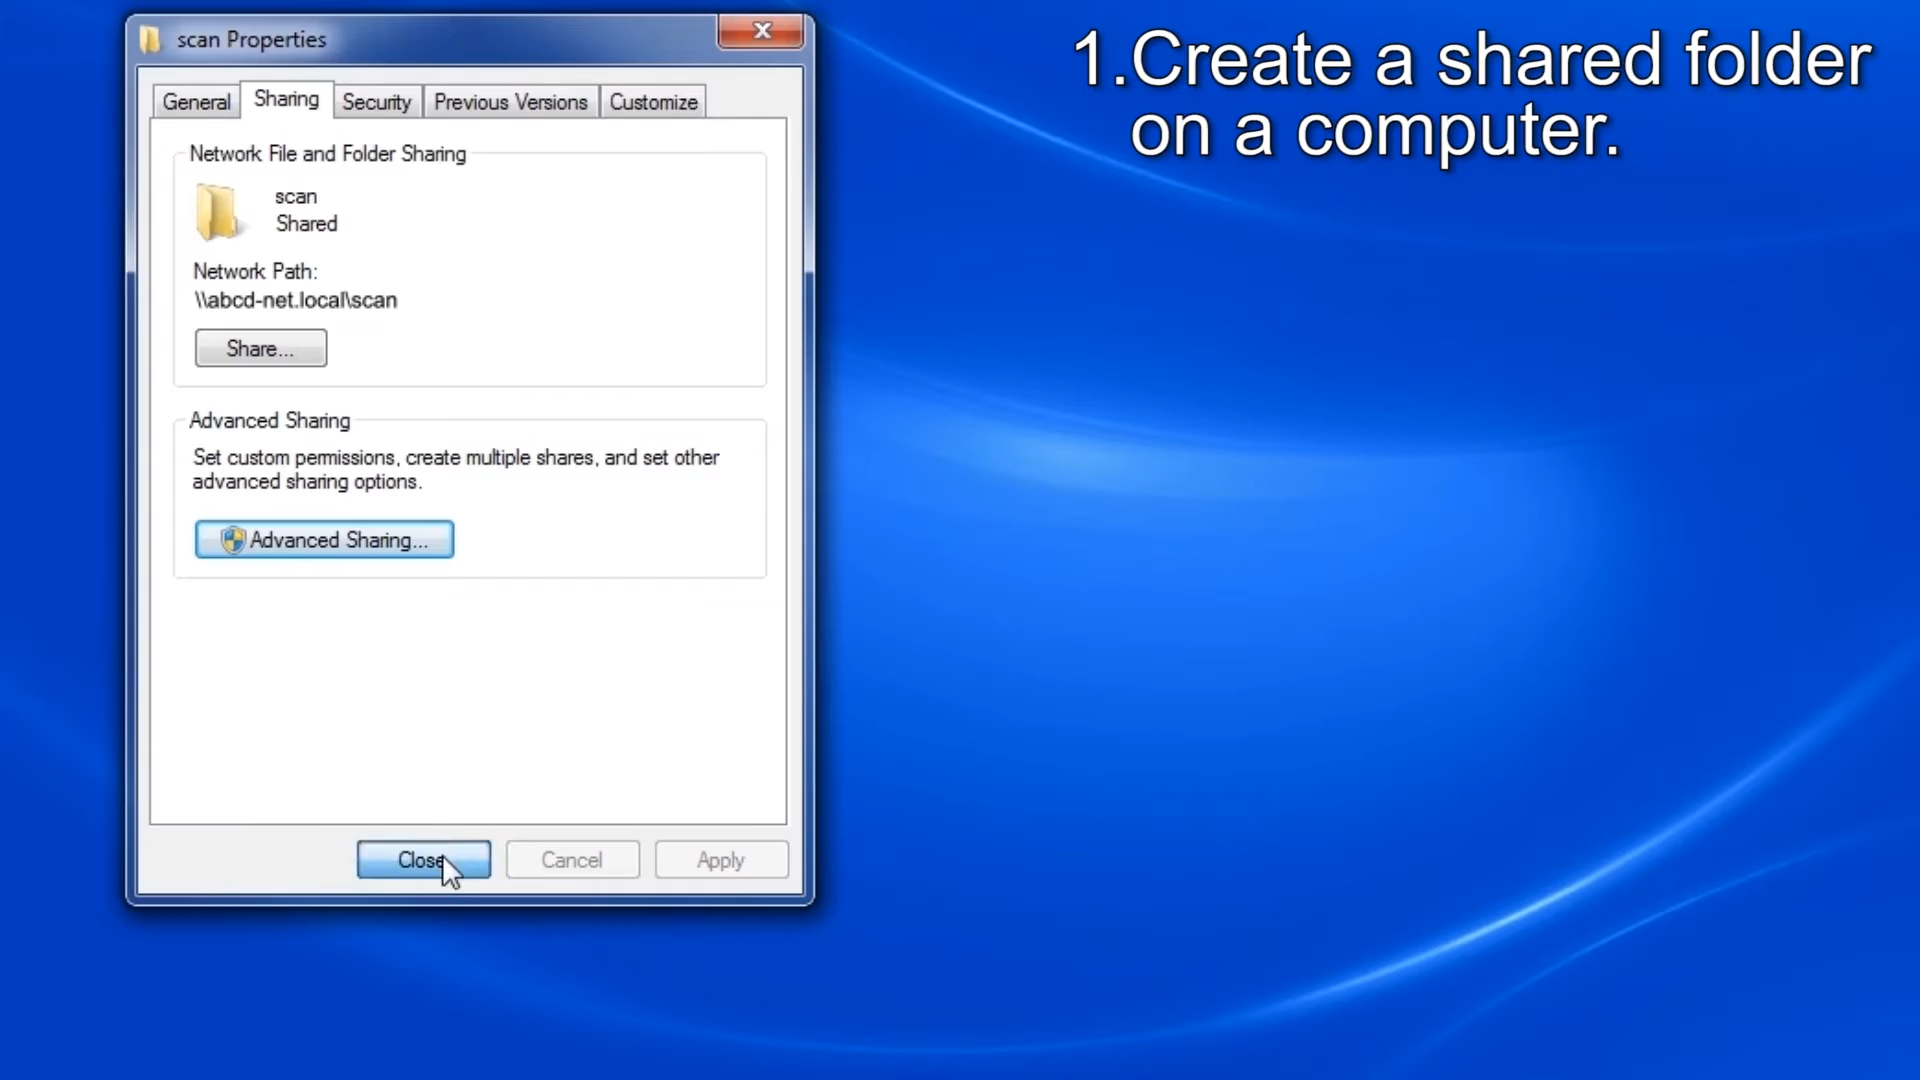 scan Properties
1.Create a shared folder
on a computer.
General Sharing Security Previous Versions Customize
Network File and Folder Sharing
scan
Shared
Network Path:
\\abcd-net.local\scan
Share...
Advanced Sharing
Set custom permissions, create multiple shares, and set other
advanced sharing options.
Advanced Sharing...
Close Cancel Apply